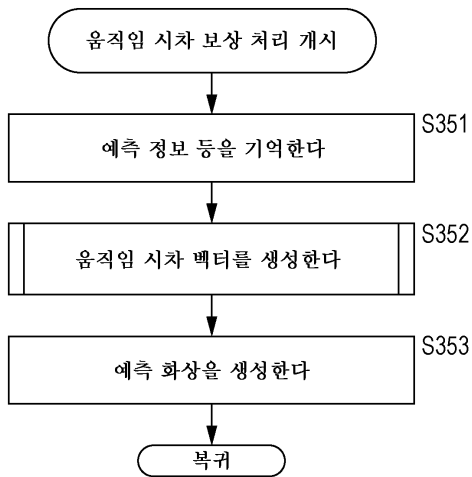 움직임 시차 보상 처리 개시
S351
예측 정보 등을 기억한다
S352
움직임 시차 벡터를 생성한다
S353
예측 화상을 생성한다
복귀